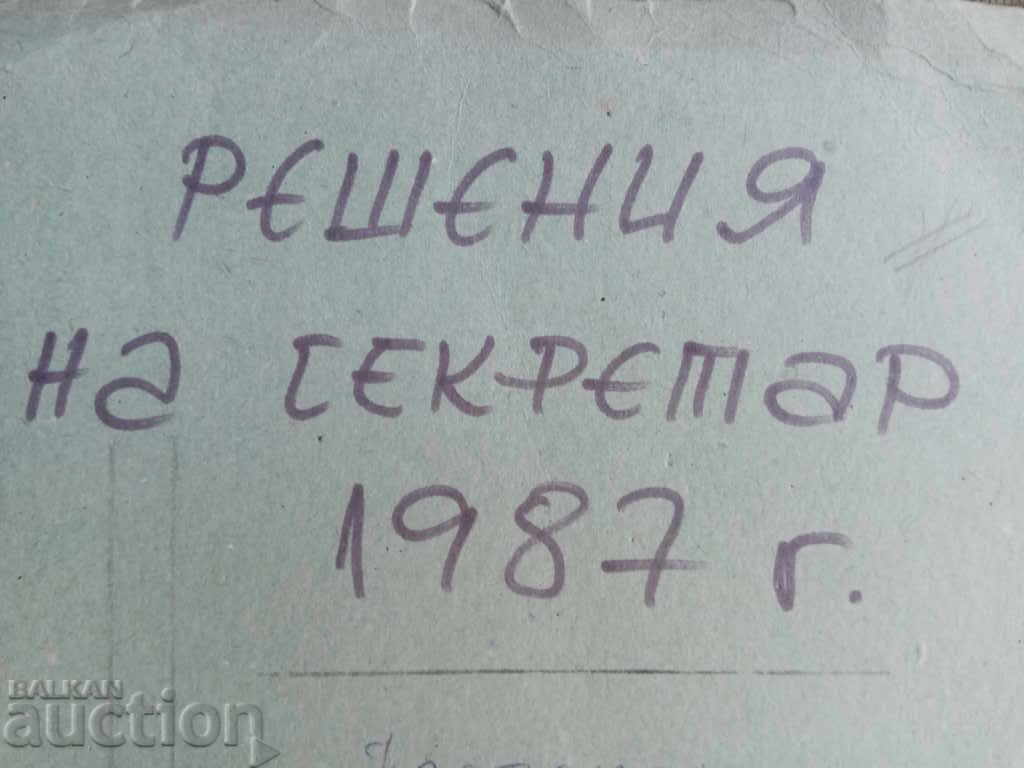 РЕШЕНИЯ
НА СЕКРЕТАР
1987 г.
BALKAN
auction